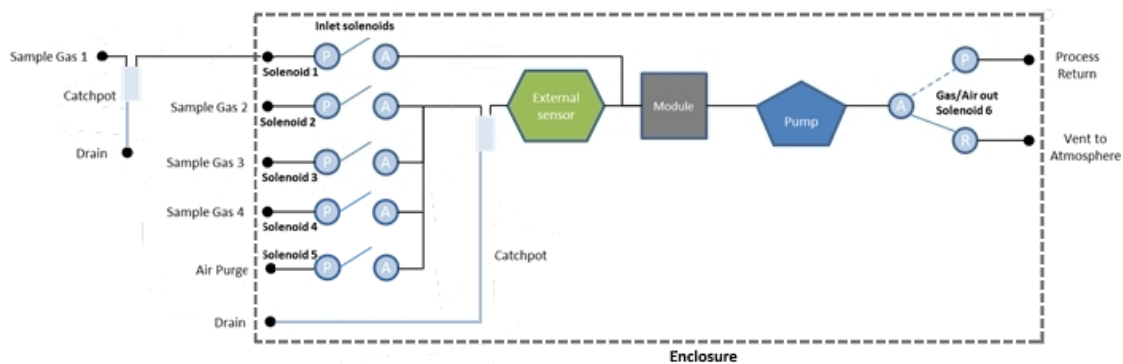 Inlet solenoids
Sample Gas 1
P
A
Solenoid 1
Catchpot
Drain
Sample Gas 2
P
A
Solenoid 2
Sample Gas 3
P
A
Solenoid 3
Sample Gas 4
P
A
Solenoid 4
Solenoid 5
Air Purge
P
A
Drain
Catchpot
External
sensor
Module
Pump
A
P
Gas/Air out
Solenoid 6
R
Process
Return
Vent to
Atmosphere
Enclosure